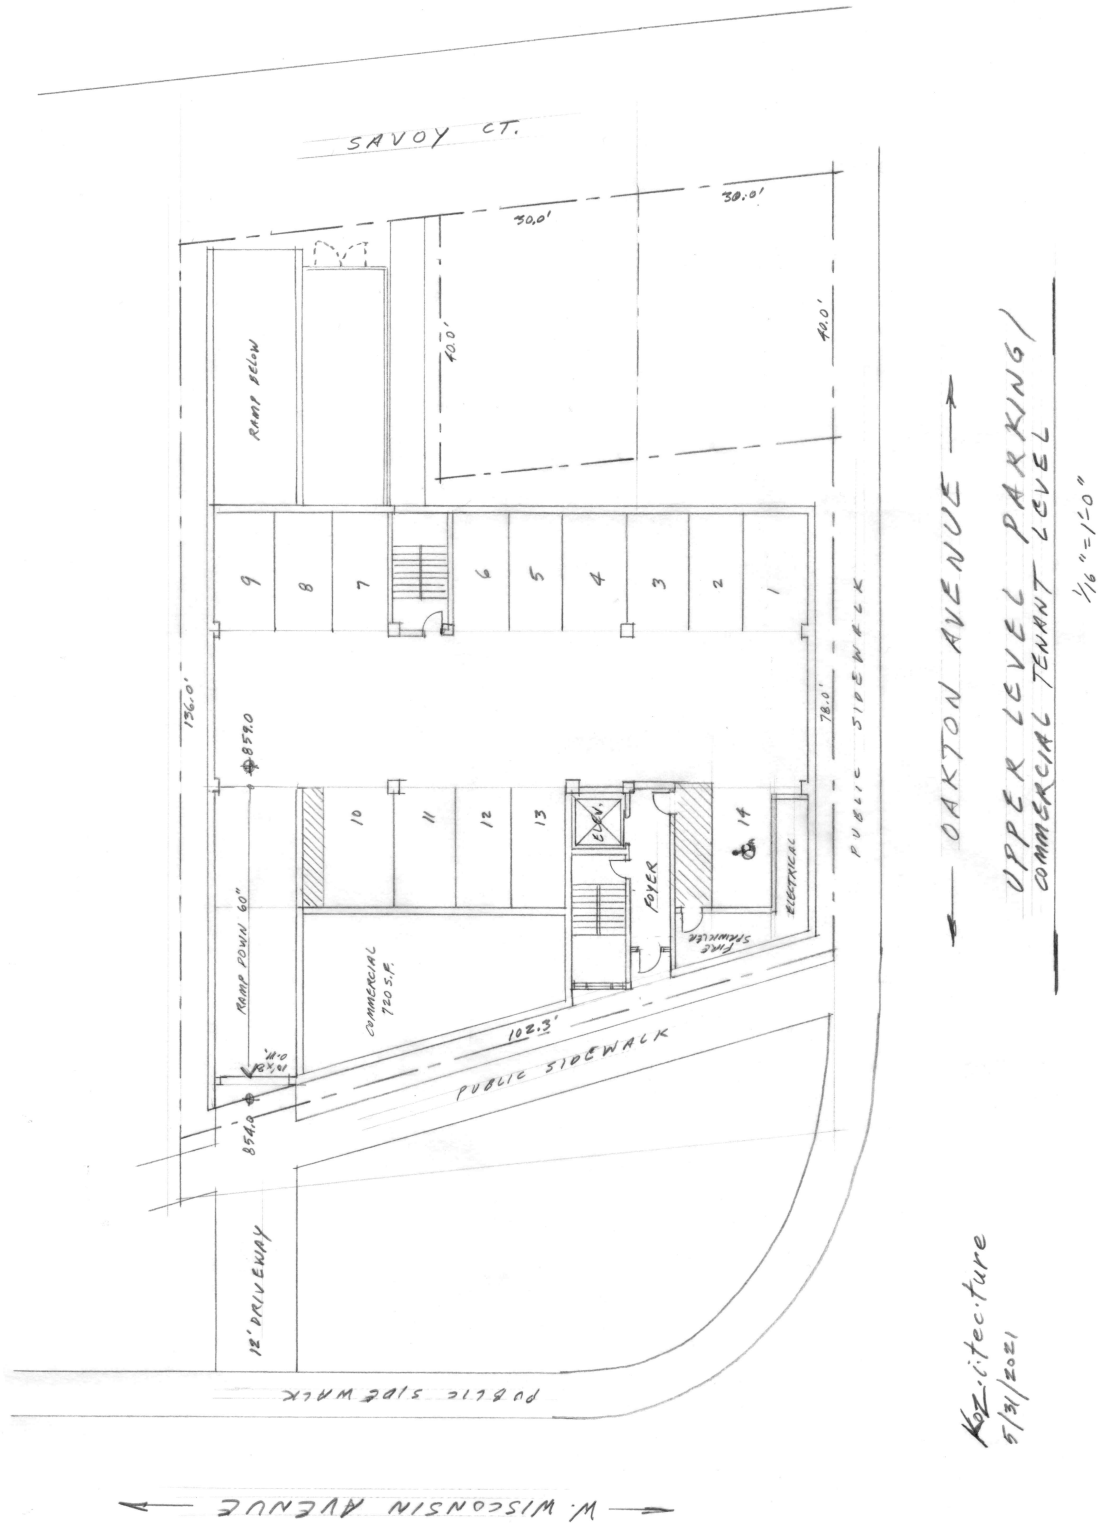 SAVOY CT.
30.0'
30.0'
40.0'
40.0'
RAMP BELOW
9
8
7
6
5
4
3
2
1
136.0'
859.0
78.0'
PUBLIC SIDEWALK
10
11
12
13
ELEV.
FOYER
14
ELECTRICAL
FIRE
SPRINKLER
RAMP DOWN 60"
COMMERCIAL
720 S.F.
102.3'
PUBLIC SIDEWALK
854.0
12' DRIVEWAY
PUBLIC SIDEWALK
W. WISCONSIN AVENUE
OAKTON AVENUE
UPPER LEVEL PARKING/
COMMERCIAL TENANT LEVEL
1/16" = 1'-0"
Koz.itec.ture
5/31/2021